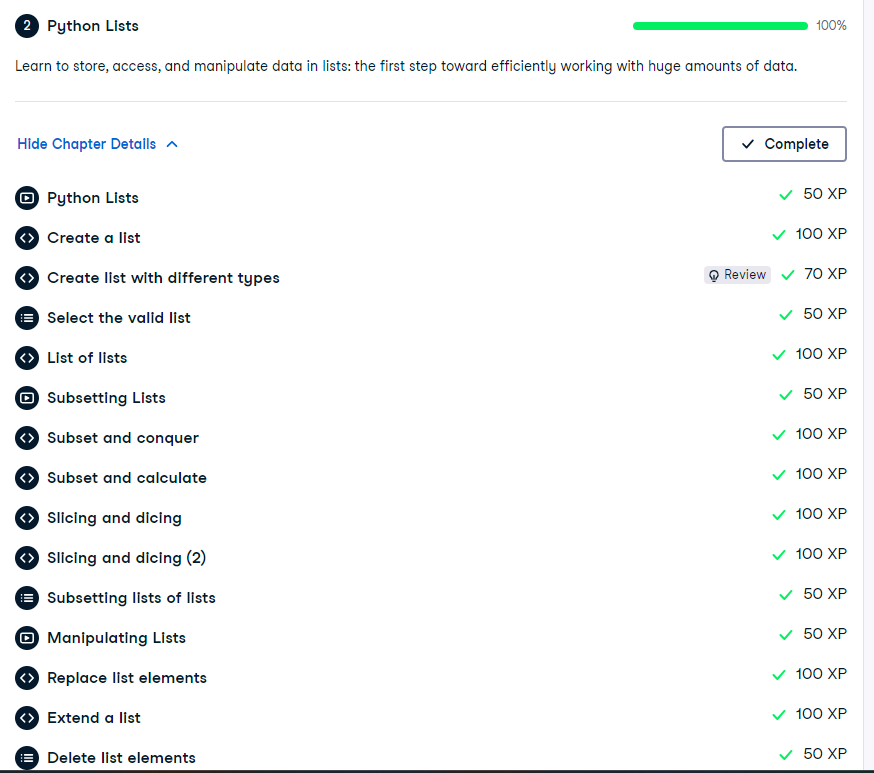 2 Python Lists 100%
Learn to store, access, and manipulate data in lists: the first step toward efficiently working with huge amounts of data.
Hide Chapter Details Complete
Python Lists 50 XP
Create a list 100 XP
Create list with different types Review 70 XP
Select the valid list 50 XP
List of lists 100 XP
Subsetting Lists 50 XP
Subset and conquer 100 XP
Subset and calculate 100 XP
Slicing and dicing 100 XP
Slicing and dicing (2) 100 XP
Subsetting lists of lists 50 XP
Manipulating Lists 50 XP
Replace list elements 100 XP
Extend a list 100 XP
Delete list elements 50 XP